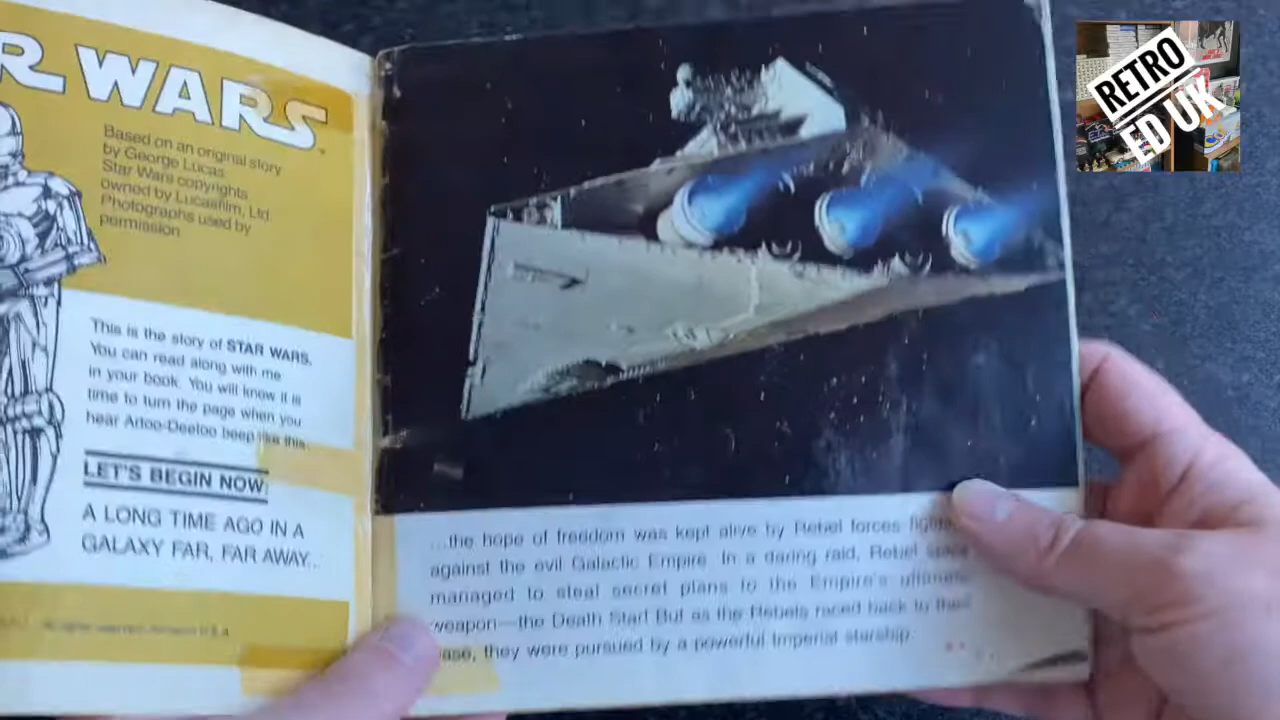 R WARS
Based on an original story
by George Lucas.
Star Wars copyrights
owned by Lucasfilm, Ltd.
Photographs used by
permission.
This is the story of STAR WARS.
You can read along with me
in your book. You will know it is
time to turn the page when you
hear Artoo-Deetoo beep like this.
LET'S BEGIN NOW.
A LONG TIME AGO IN A
GALAXY FAR, FAR AWAY...
All rights reserved.
...the hope of freedom was kept alive by Rebel forces
against the evil Galactic Empire. In a daring raid, Rebel
managed to steal secret plans to the Empire's ultimate
weapon—the Death Star! But as the Rebels raced back to their
ase, they were pursued by a powerful Imperial starship.
RETRO
ED UK